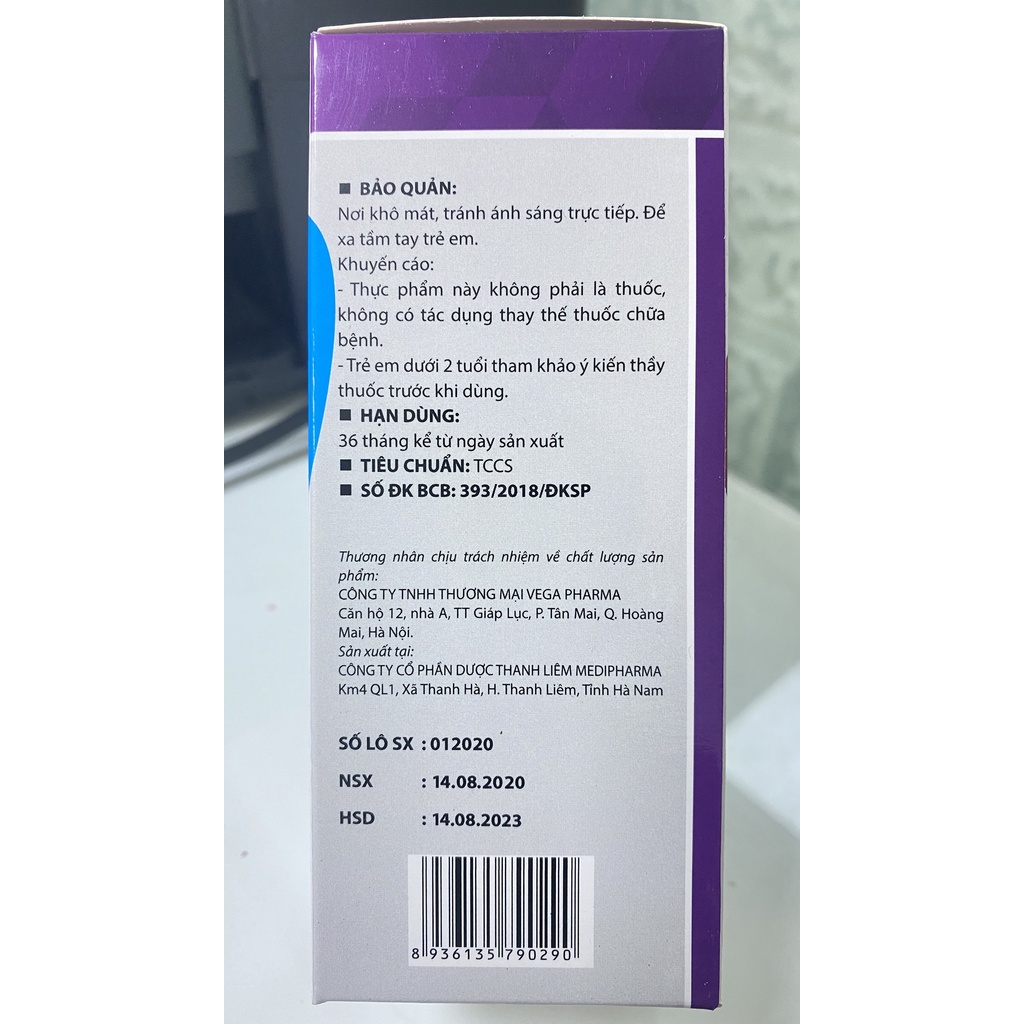 ■ BẢO QUẢN:
Nơi khô mát, tránh ánh sáng trực tiếp. Để
xa tầm tay trẻ em.
Khuyến cáo:
- Thực phẩm này không phải là thuốc,
không có tác dụng thay thế thuốc chữa
bệnh.
- Trẻ em dưới 2 tuổi tham khảo ý kiến thầy
thuốc trước khi dùng.
■ HẠN DÙNG:
36 tháng kể từ ngày sản xuất
■ TIÊU CHUẨN: TCCS
■ SỐ ĐK BCB: 393/2018/ĐKSP
Thương nhân chịu trách nhiệm về chất lượng sản
phẩm:
CÔNG TY TNHH THƯƠNG MẠI VEGA PHARMA
Căn hộ 12, nhà A, TT Giáp Lục, P. Tân Mai, Q. Hoàng
Mai, Hà Nội.
Sản xuất tại:
CÔNG TY CỔ PHẦN DƯỢC THANH LIÊM MEDIPHARMA
Km4 QL1, Xã Thanh Hà, H. Thanh Liêm, Tỉnh Hà Nam
SỐ LÔ SX : 012020
NSX : 14.08.2020
HSD : 14.08.2023
8 936135 790290